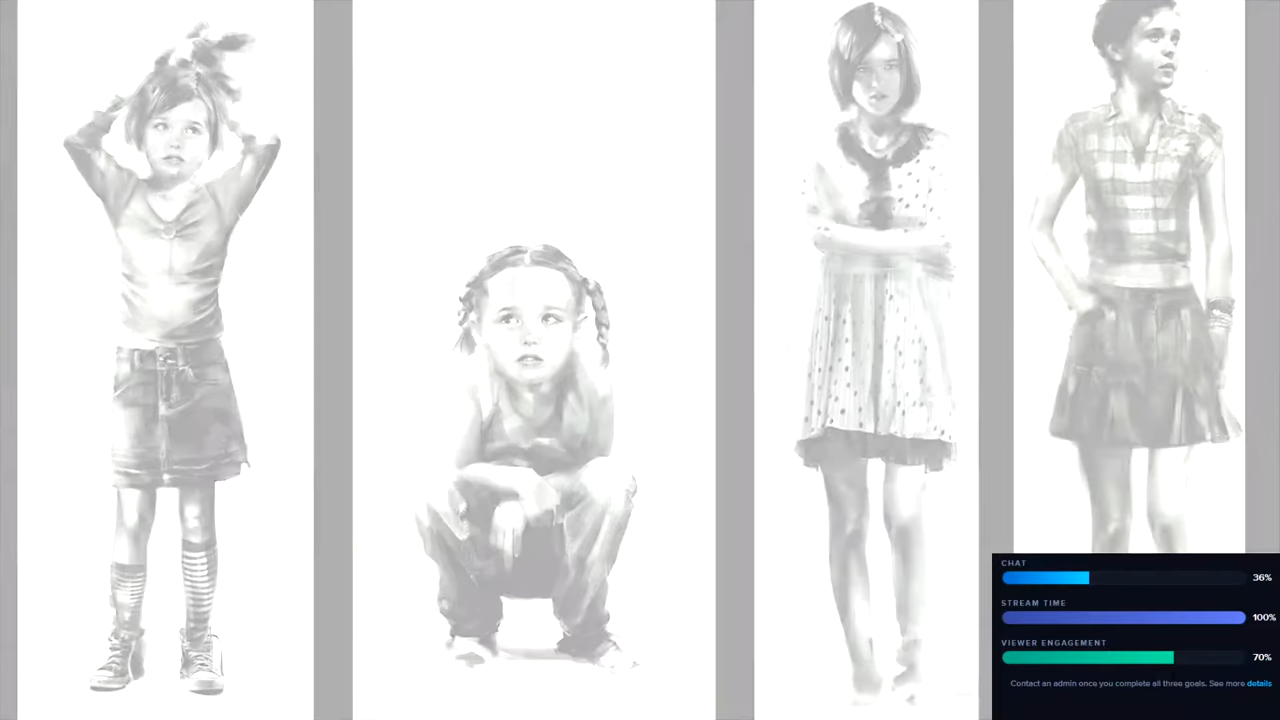 CHAT
36%
STREAM TIME
100%
VIEWER ENGAGEMENT
70%
Contact an admin once you complete all three goals. See more details